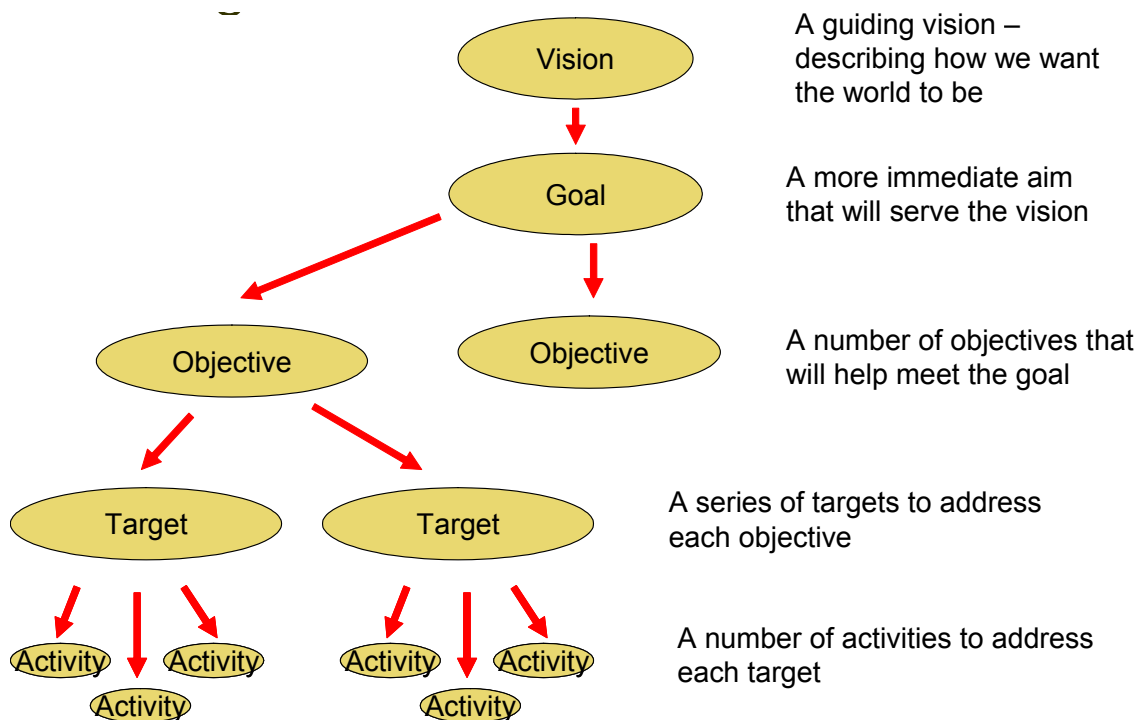 Vision
A guiding vision –
describing how we want
the world to be
Goal
A more immediate aim
that will serve the vision
Objective
Objective
A number of objectives that
will help meet the goal
Target
Target
A series of targets to address
each objective
Activity
Activity
Activity
Activity
Activity
Activity
A number of activities to address
each target